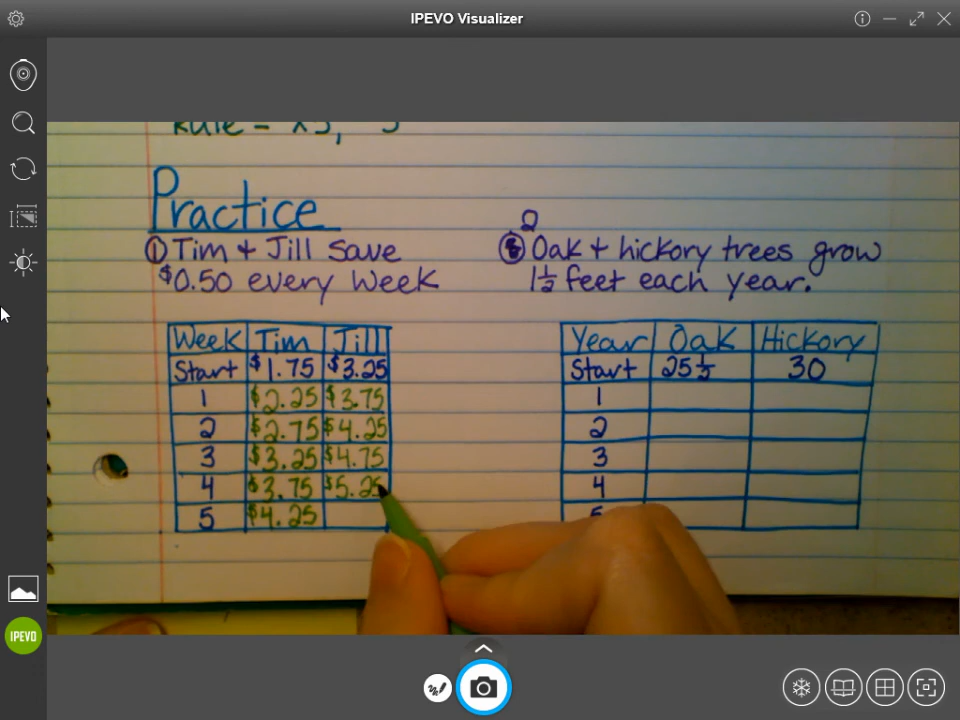 IPEVO Visualizer
Rule = x3,
Practice
① Tim + Jill save
$0.50 every week
2
Oak + hickory trees grow
1½ feet each year.
Week Tim Jill
Start $1.75 $3.25
1 $2.25 $3.75
2 $2.75 $4.25
3 $3.25 $4.75
4 $3.75 $5.25
5 $4.25
Year Oak Hickory
Start 25½ 30
1
2
3
4
5
IPEVO